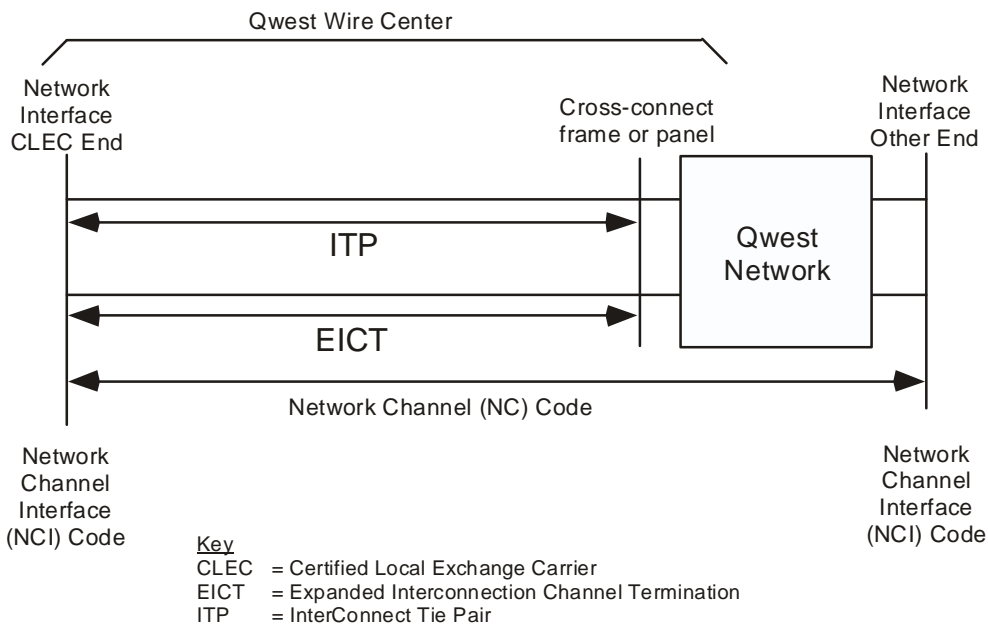 Qwest Wire Center
Network
Interface
CLEC End
Cross-connect
frame or panel
Network
Interface
Other End
ITP
Qwest
Network
EICT
Network Channel (NC) Code
Network
Channel
Interface
(NCI) Code
Network
Channel
Interface
(NCI) Code
Key
CLEC = Certified Local Exchange Carrier
EICT = Expanded Interconnection Channel Termination
ITP = InterConnect Tie Pair